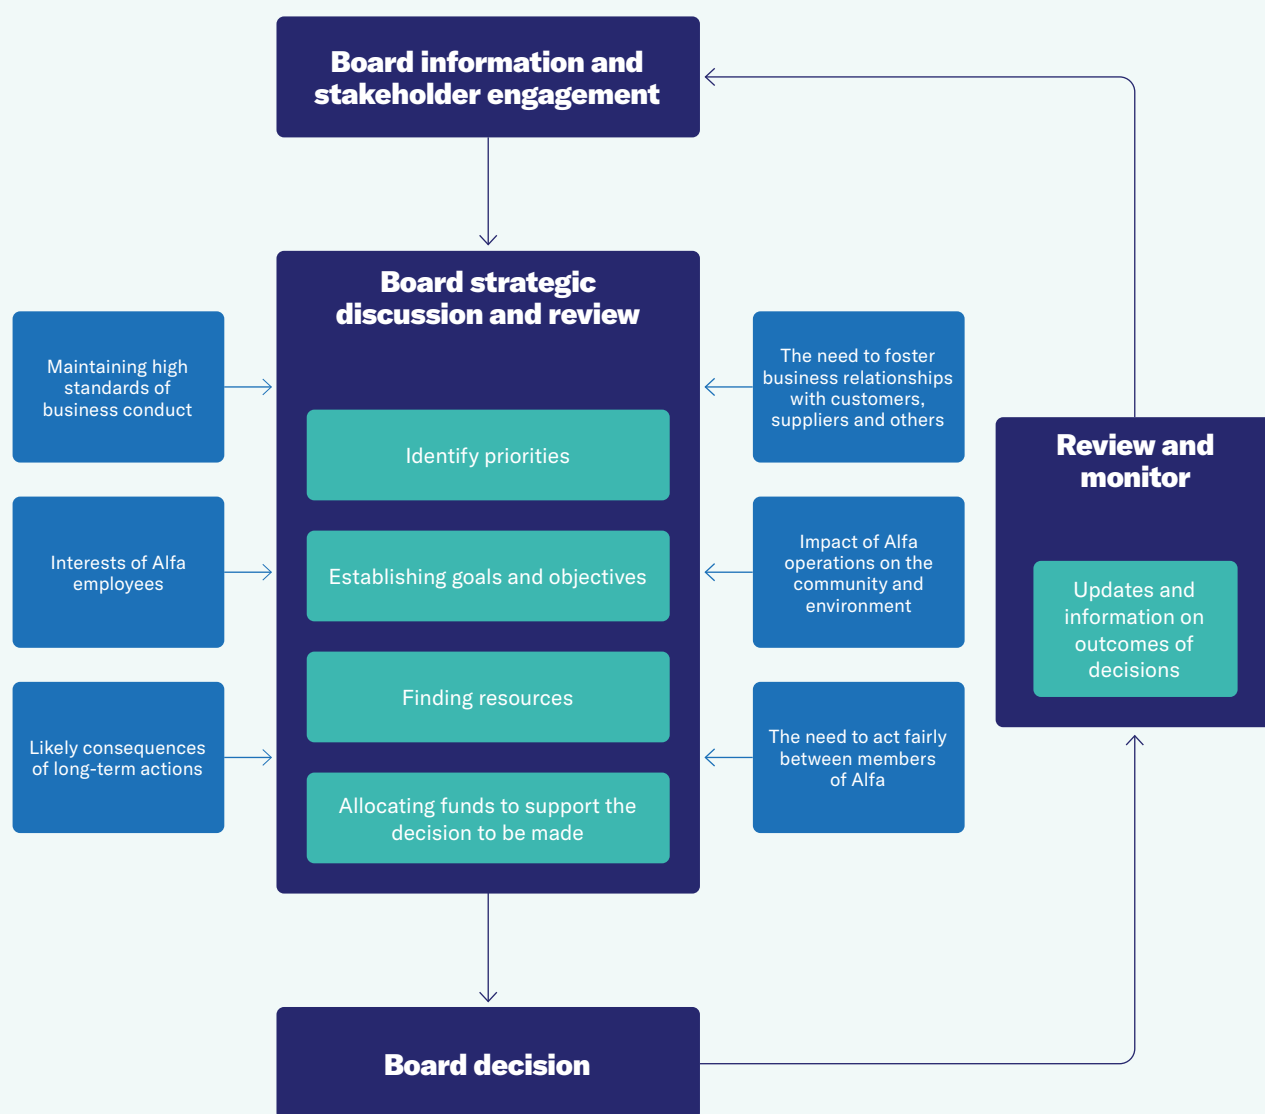 Board information and
stakeholder engagement
Board strategic
discussion and review
Maintaining high
standards of
business conduct
Interests of Alfa
employees
Likely consequences
of long-term actions
Identify priorities
Establishing goals and objectives
Finding resources
Allocating funds to support the
decision to be made
The need to foster
business relationships
with customers,
suppliers and others
Impact of Alfa
operations on the
community and
environment
The need to act fairly
between members
of Alfa
Review and
monitor
Updates and
information on
outcomes of
decisions
Board decision